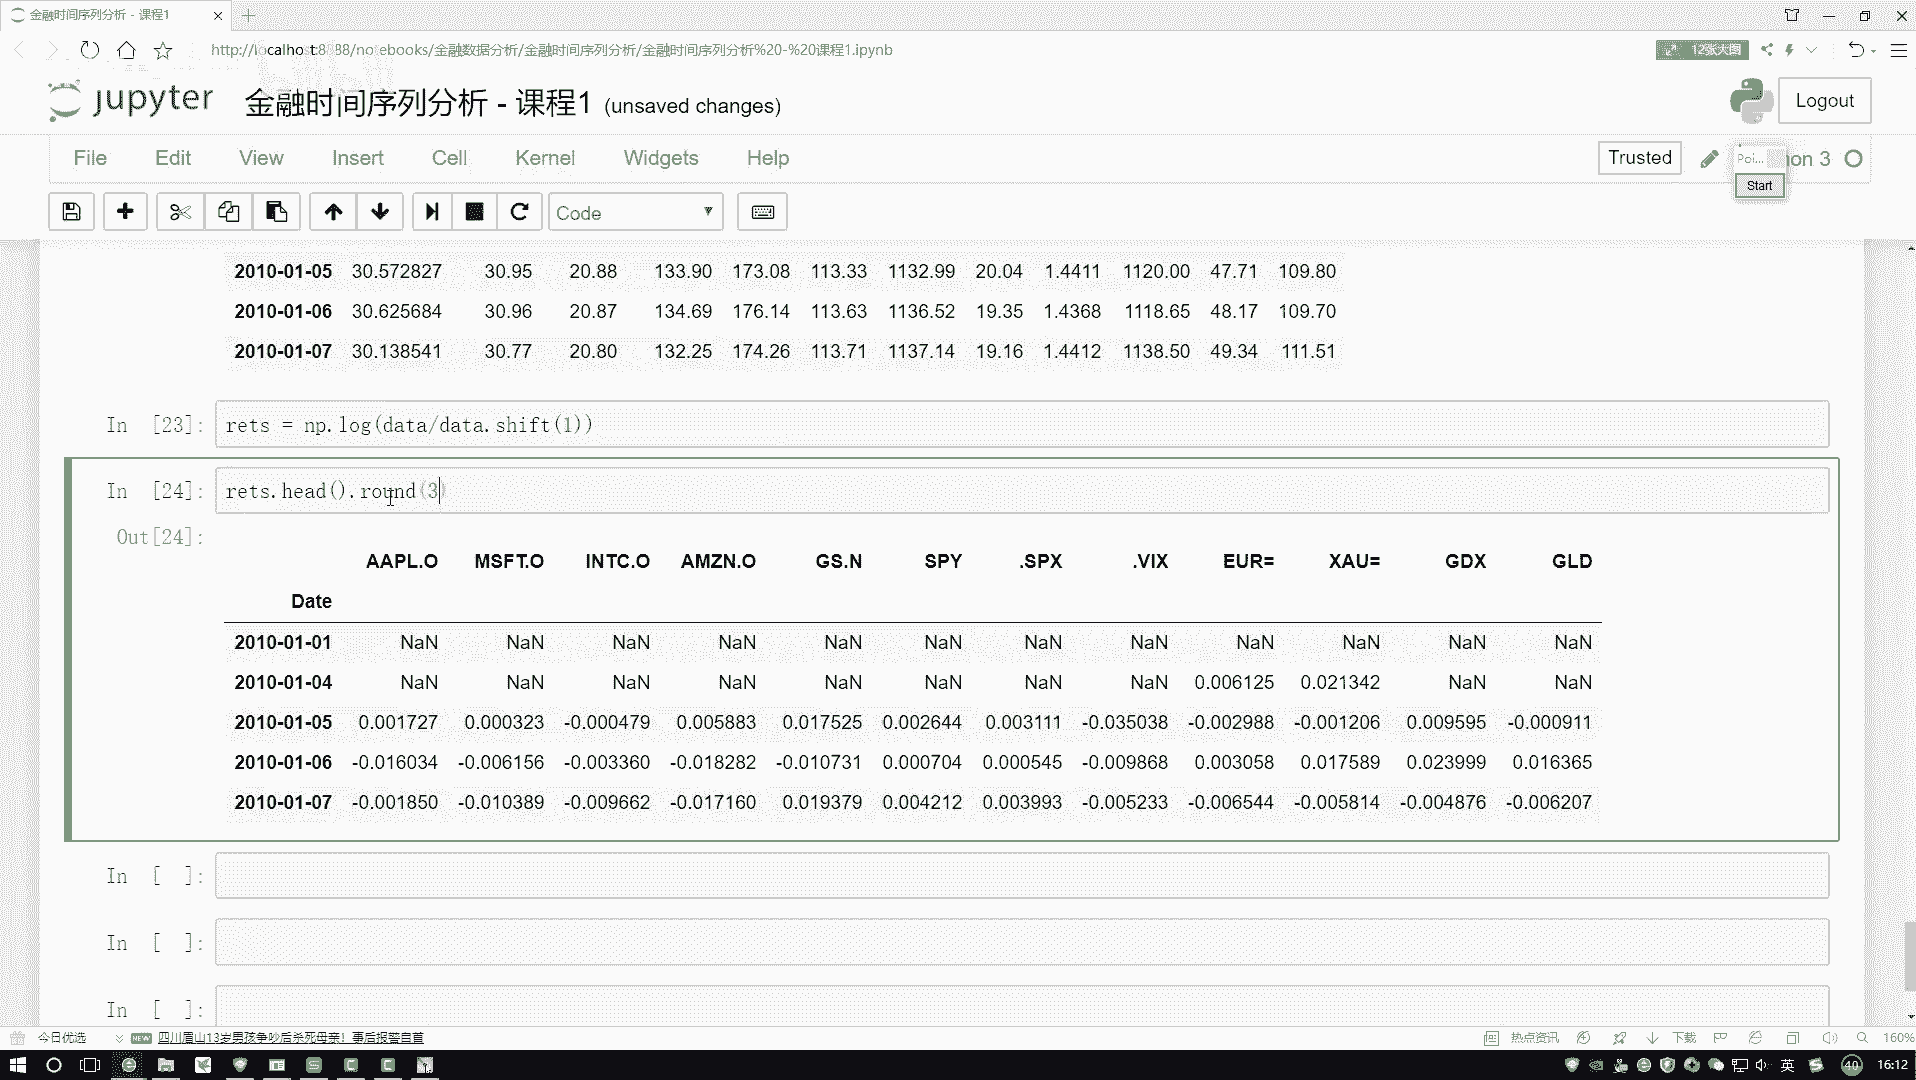 金融时间序列分析 - 课程1
http://localhost:8888/notebooks/金融数据分析/金融时间序列分析/金融时间序列分析%20-%20课程1.ipynb
12张大图
jupyter 金融时间序列分析 - 课程1 (unsaved changes)
Logout
File Edit View Insert Cell Kernel Widgets Help
Trusted
Poi... hon 3
Start
Code
2010-01-05 30.572827 30.95 20.88 133.90 173.08 113.33 1132.99 20.04 1.4411 1120.00 47.71 109.80
2010-01-06 30.625684 30.96 20.87 134.69 176.14 113.63 1136.52 19.35 1.4368 1118.65 48.17 109.70
2010-01-07 30.138541 30.77 20.80 132.25 174.26 113.71 1137.14 19.16 1.4412 1138.50 49.34 111.51
In [23]: rets = np.log(data/data.shift(1))
In [24]: rets.head().round(3)
Out[24]:
AAPL.O MSFT.O INTC.O AMZN.O GS.N SPY .SPX .VIX EUR= XAU= GDX GLD
Date
2010-01-01 NaN NaN NaN NaN NaN NaN NaN NaN NaN NaN NaN NaN
2010-01-04 NaN NaN NaN NaN NaN NaN NaN NaN 0.006125 0.021342 NaN NaN
2010-01-05 0.001727 0.000323 -0.000479 0.005883 0.017525 0.002644 0.003111 -0.035038 -0.002988 -0.001206 0.009595 -0.000911
2010-01-06 -0.016034 -0.006156 -0.003360 -0.018282 -0.010731 0.000704 0.000545 -0.009868 0.003058 0.017589 0.023999 0.016365
2010-01-07 -0.001850 -0.010389 -0.009662 -0.017160 0.019379 0.004212 0.003993 -0.005233 -0.006544 -0.005814 -0.004876 -0.006207
In [ ]:
In [ ]:
In [ ]:
今日优选 NEW 四川眉山13岁男孩争吵后杀死母亲！事后报警自首
热点资讯 下载 160%
英 40 16:12